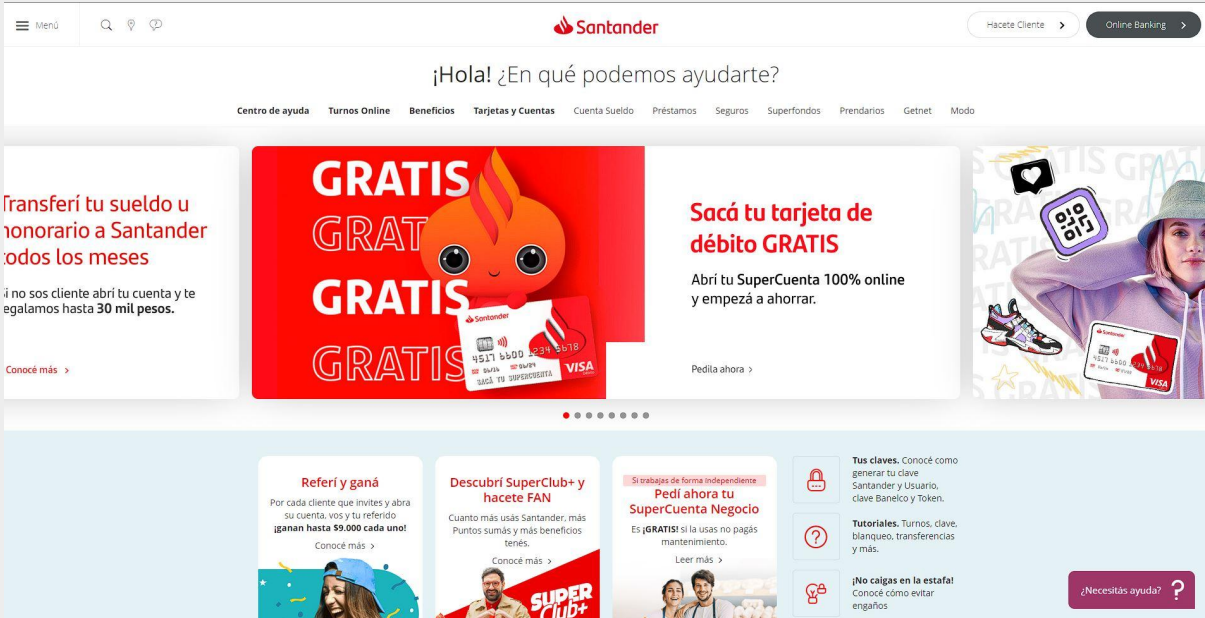 Menú
Santander
Hacete Cliente
Online Banking
¡Hola! ¿En qué podemos ayudarte?
Centro de ayuda Turnos Online Beneficios Tarjetas y Cuentas Cuenta Sueldo Préstamos Seguros Superfondos Prendarios Getnet Modo
Transferí tu sueldo u
honorario a Santander
todos los meses
Si no sos cliente abrí tu cuenta y te
regalamos hasta 30 mil pesos.
Conocé más
GRATIS
GRAT
GRATIS
GRATIS
Santander
4517 6600 1234 5678
SACÁ TU SUPERCUENTA
VISA
Sacá tu tarjeta de
débito GRATIS
Abrí tu SuperCuenta 100% online
y empezá a ahorrar.
Pedila ahora
Santander
4517 6600 1234 5678
VISA
Referí y ganá
Por cada cliente que invites y abra
su cuenta, vos y tu referido
¡ganan hasta $9.000 cada uno!
Conocé más
Descubrí SuperClub+ y
hacete FAN
Cuanto más usás Santander, más
Puntos sumás y más beneficios
tenés.
Conocé más
SUPER
Club+
Si trabajas de forma independiente
Pedí ahora tu
SuperCuenta Negocio
Es ¡GRATIS! si la usas no pagás
mantenimiento.
Leer más
Tus claves. Conocé como
generar tu clave
Santander y Usuario,
clave Banelco y Token.
Tutoriales. Turnos, clave,
blanqueo, transferencias
y más.
¡No caigas en la estafa!
Conocé cómo evitar
engaños
¿Necesitás ayuda? ?